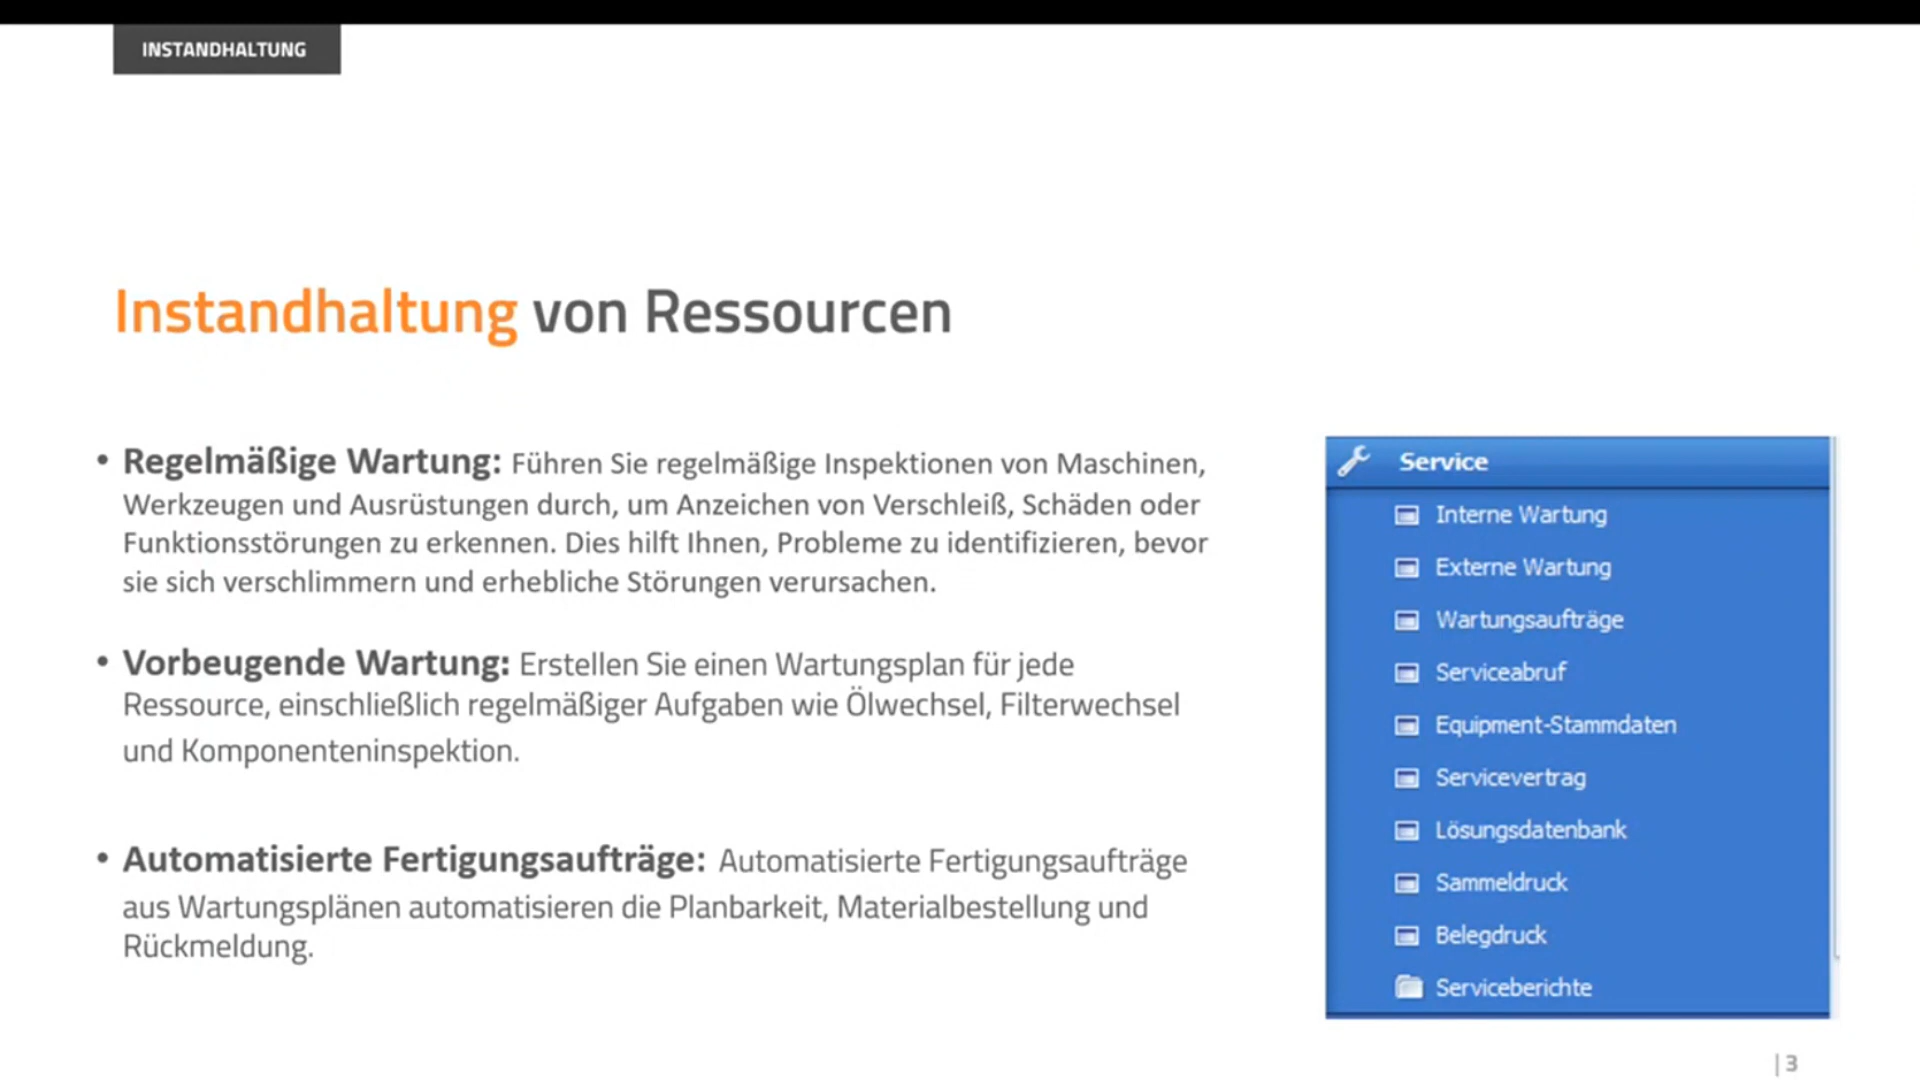 INSTANDHALTUNG
Instandhaltung von Ressourcen
• Regelmäßige Wartung: Führen Sie regelmäßige Inspektionen von Maschinen,
Werkzeugen und Ausrüstungen durch, um Anzeichen von Verschleiß, Schäden oder
Funktionsstörungen zu erkennen. Dies hilft Ihnen, Probleme zu identifizieren, bevor
sie sich verschlimmern und erhebliche Störungen verursachen.
• Vorbeugende Wartung: Erstellen Sie einen Wartungsplan für jede
Ressource, einschließlich regelmäßiger Aufgaben wie Ölwechsel, Filterwechsel
und Komponenteninspektion.
• Automatisierte Fertigungsaufträge: Automatisierte Fertigungsaufträge
aus Wartungsplänen automatisieren die Planbarkeit, Materialbestellung und
Rückmeldung.
Service
Interne Wartung
Externe Wartung
Wartungsaufträge
Serviceabruf
Equipment-Stammdaten
Servicevertrag
Lösungsdatenbank
Sammeldruck
Belegdruck
Serviceberichte
| 3